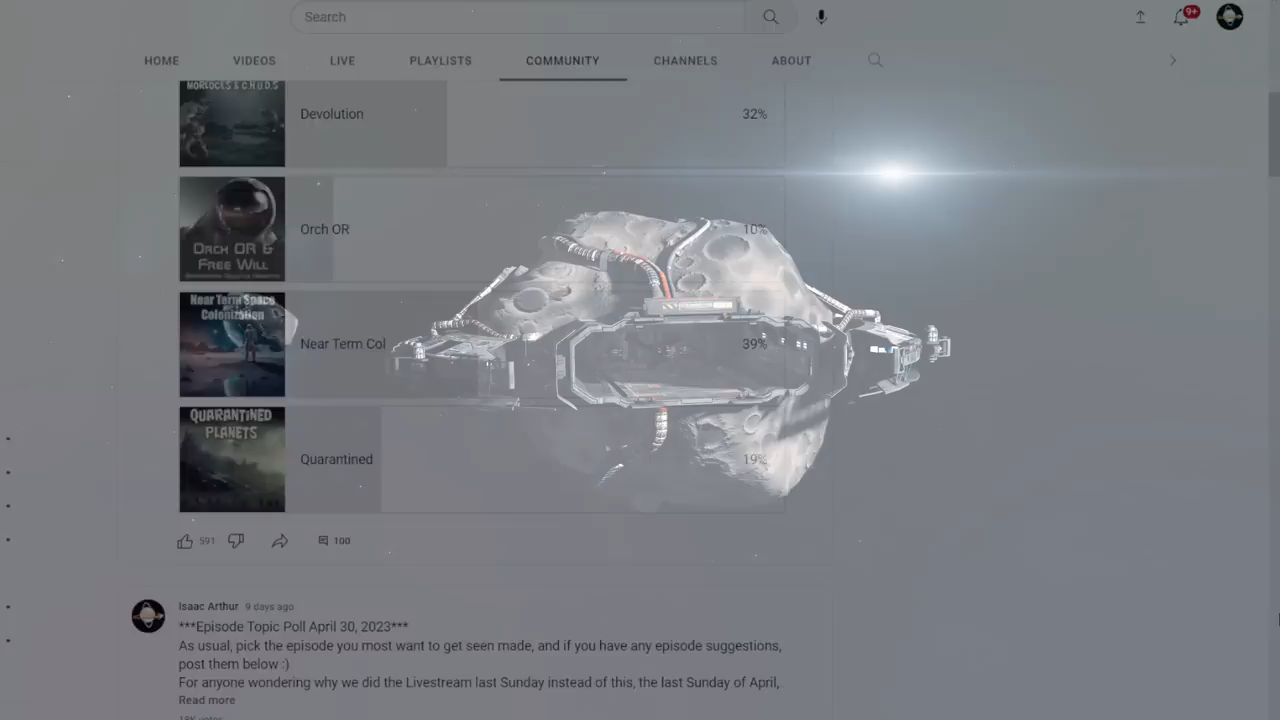 Search
9+
HOME
VIDEOS
LIVE
PLAYLISTS
COMMUNITY
CHANNELS
ABOUT
MORLOCKS & C.H.U.D.S
Devolution
32%
ORCH OR &
FREE WILL
Orch OR
10%
Near Term Space
Colonization
Near Term Col
39%
QUARANTINED
PLANETS
Quarantined
19%
591
100
Isaac Arthur 9 days ago
***Episode Topic Poll April 30, 2023***
As usual, pick the episode you most want to get seen made, and if you have any episode suggestions,
post them below :)
For anyone wondering why we did the Livestream last Sunday instead of this, the last Sunday of April,
Read more